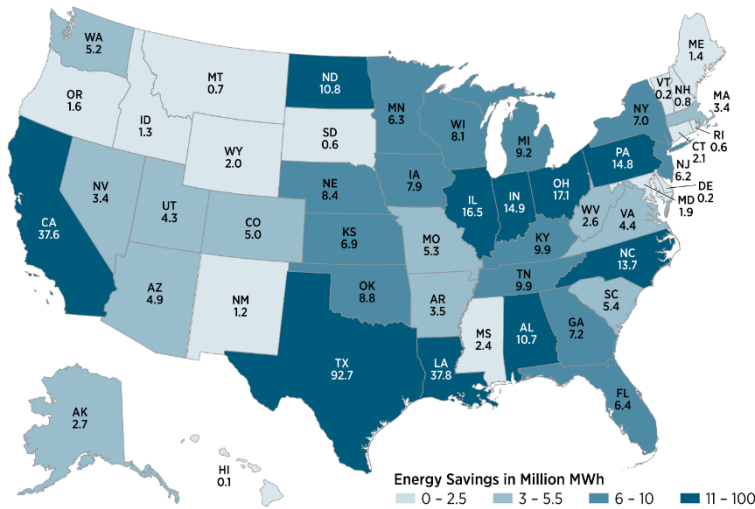 WA
5.2
OR
1.6
CA
37.6
NV
3.4
ID
1.3
MT
0.7
WY
2.0
UT
4.3
AZ
4.9
CO
5.0
NM
1.2
ND
10.8
SD
0.6
NE
8.4
KS
6.9
OK
8.8
TX
92.7
MN
6.3
IA
7.9
MO
5.3
AR
3.5
LA
37.8
WI
8.1
IL
16.5
MS
2.4
MI
9.2
IN
14.9
OH
17.1
KY
9.9
TN
9.9
AL
10.7
GA
7.2
FL
6.4
SC
5.4
NC
13.7
VA
4.4
WV
2.6
PA
14.8
NY
7.0
VT
0.2
NH
0.8
ME
1.4
MA
3.4
RI
0.6
CT
2.1
NJ
6.2
DE
0.2
MD
1.9
AK
2.7
HI
0.1
Energy Savings in Million MWh
0 – 2.5
3 – 5.5
6 – 10
11 – 100